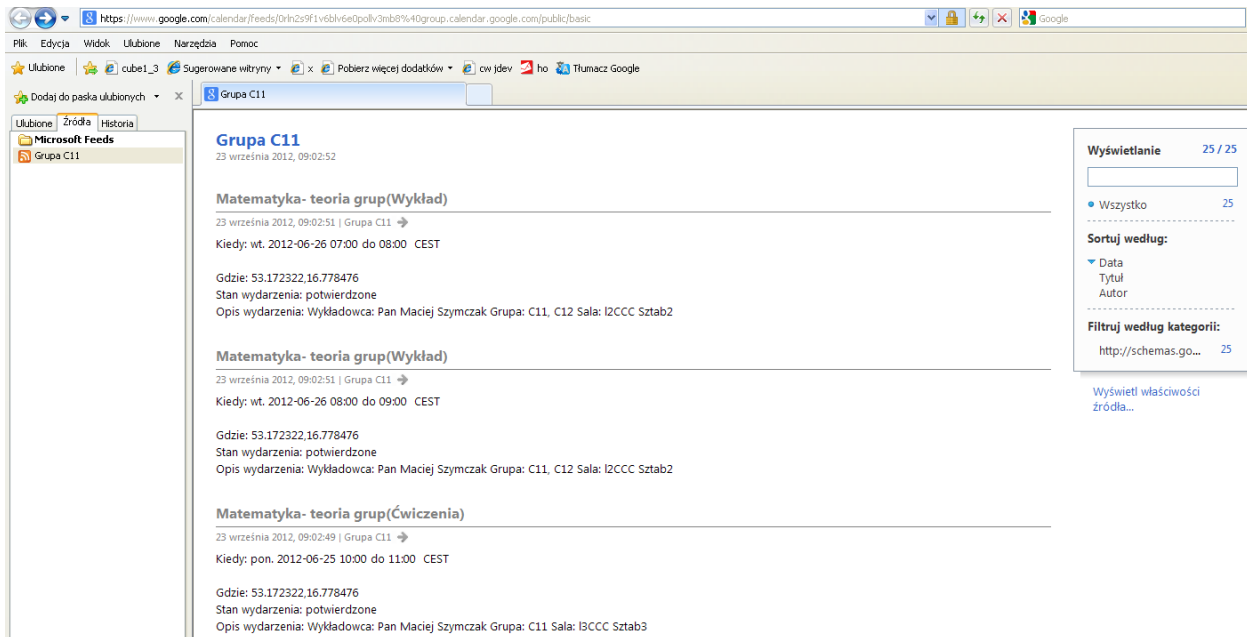 https://www.google.com/calendar/feeds/0rln2s9f1v6blv6e0pollv3mb8%40group.calendar.google.com/public/basic
Google
Plik Edycja Widok Ulubione Narzędzia Pomoc
Ulubione cube1_3 Sugerowane witryny x Pobierz więcej dodatków cw jdev ho Tłumacz Google
Dodaj do paska ulubionych X
Grupa C11
Ulubione Źródła Historia
Microsoft Feeds
Grupa C11
Grupa C11
23 września 2012, 09:02:52
Matematyka- teoria grup(Wykład)
23 września 2012, 09:02:51 | Grupa C11
Kiedy: wt. 2012-06-26 07:00 do 08:00 CEST
Gdzie: 53.172322,16.778476
Stan wydarzenia: potwierdzone
Opis wydarzenia: Wykładowca: Pan Maciej Szymczak Grupa: C11, C12 Sala: l2CCC Sztab2
Matematyka- teoria grup(Wykład)
23 września 2012, 09:02:51 | Grupa C11
Kiedy: wt. 2012-06-26 08:00 do 09:00 CEST
Gdzie: 53.172322,16.778476
Stan wydarzenia: potwierdzone
Opis wydarzenia: Wykładowca: Pan Maciej Szymczak Grupa: C11, C12 Sala: l2CCC Sztab2
Matematyka- teoria grup(Ćwiczenia)
23 września 2012, 09:02:49 | Grupa C11
Kiedy: pon. 2012-06-25 10:00 do 11:00 CEST
Gdzie: 53.172322,16.778476
Stan wydarzenia: potwierdzone
Opis wydarzenia: Wykładowca: Pan Maciej Szymczak Grupa: C11 Sala: l3CCC Sztab3
Wyświetlanie 25 / 25
Wszystko 25
Sortuj według:
Data
Tytuł
Autor
Filtruj według kategorii:
http://schemas.go... 25
Wyświetl właściwości
źródła...